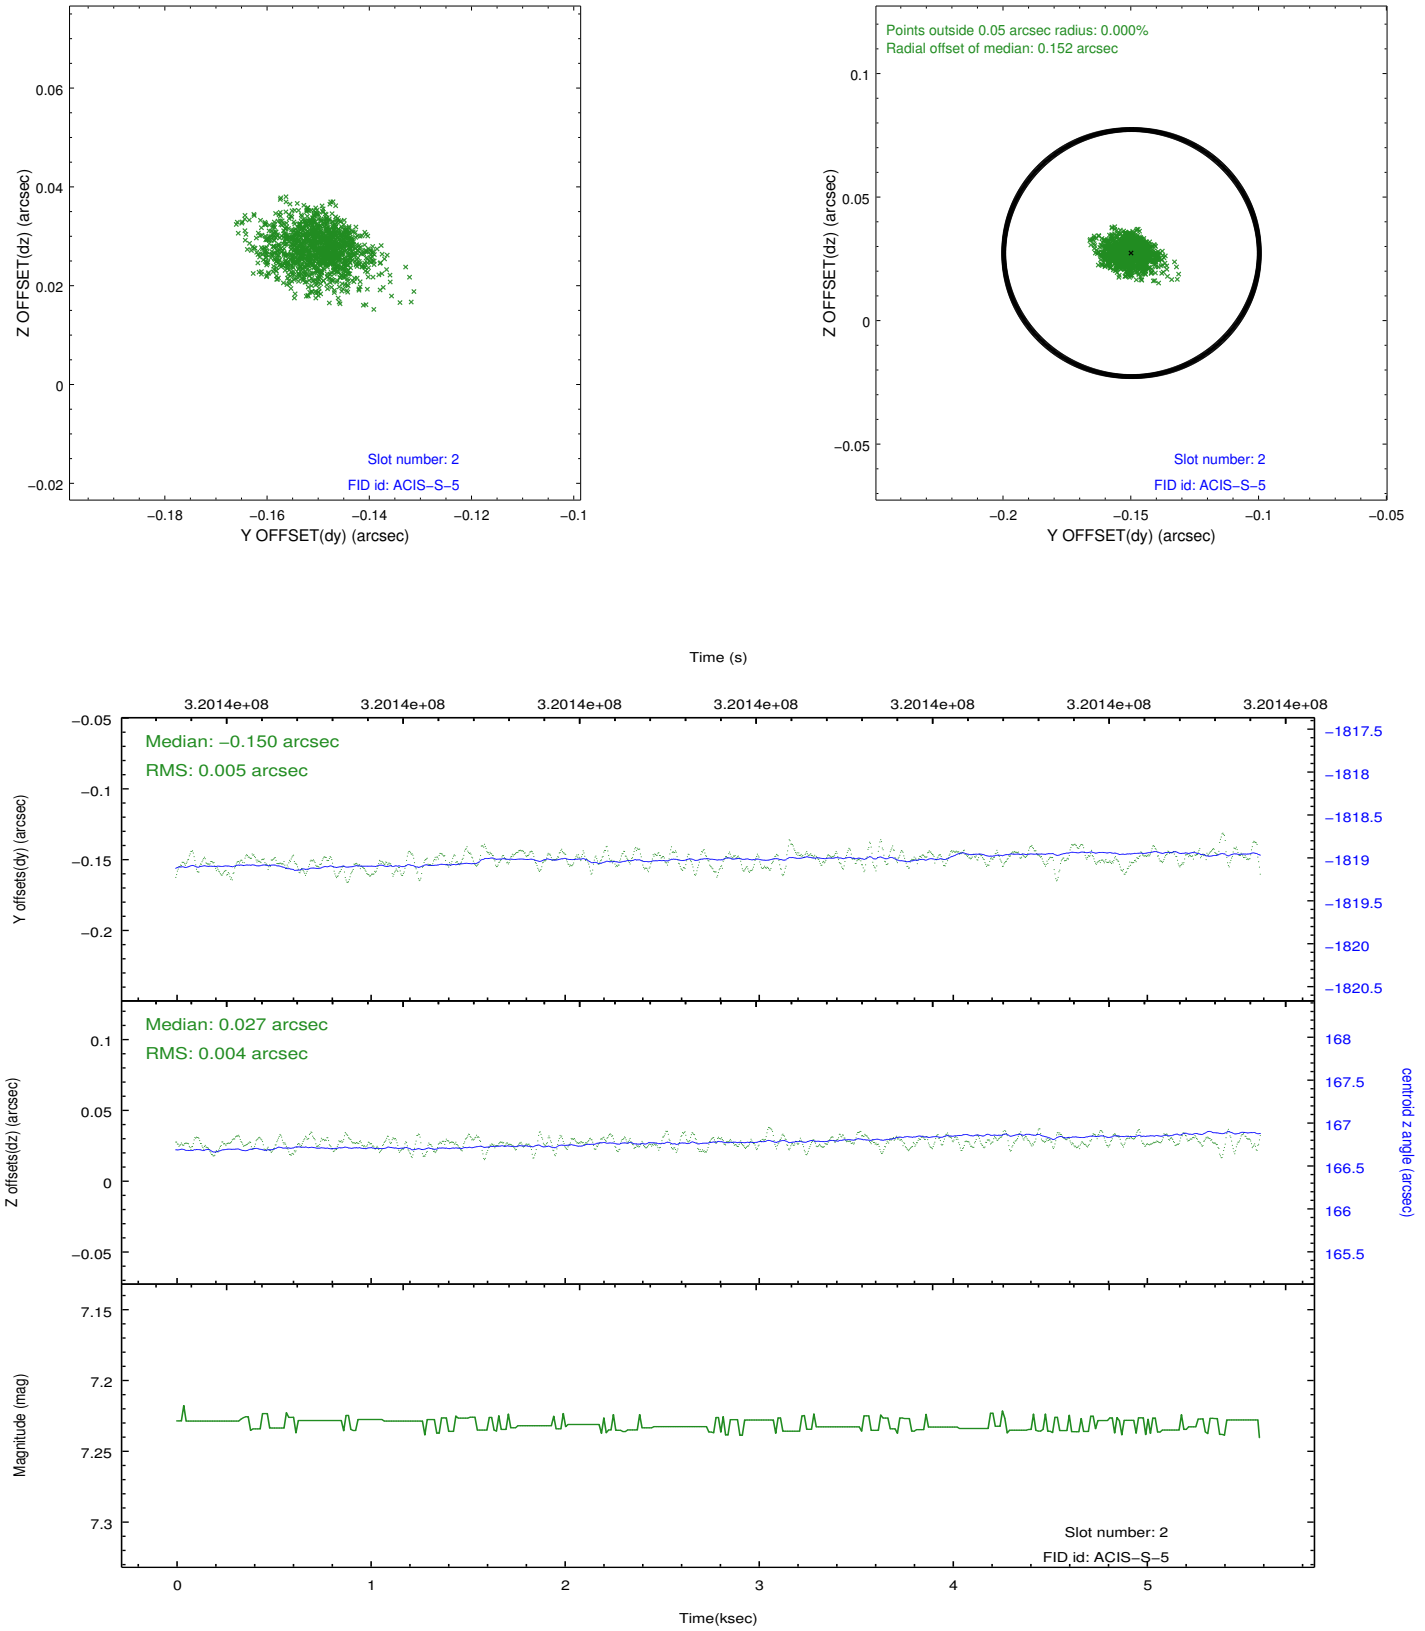 0.06
0.04
0.02
0
−0.02
Z OFFSET(dz) (arcsec)
Slot number: 2
FID id: ACIS−S−5
−0.18 −0.16 −0.14 −0.12 −0.1
Y OFFSET(dy) (arcsec)
Points outside 0.05 arcsec radius: 0.000%
Radial offset of median: 0.152 arcsec
0.1
0.05
0
−0.05
Z OFFSET(dz) (arcsec)
Slot number: 2
FID id: ACIS−S−5
−0.2 −0.15 −0.1 −0.05
Y OFFSET(dy) (arcsec)
Time (s)
3.2014e+08 3.2014e+08 3.2014e+08 3.2014e+08 3.2014e+08 3.2014e+08 3.2014e+08
Median: −0.150 arcsec
RMS: 0.005 arcsec
−0.05
−0.1
−0.15
−0.2
Y offsets(dy) (arcsec)
−1817.5
−1818
−1818.5
−1819
−1819.5
−1820
−1820.5
Median: 0.027 arcsec
RMS: 0.004 arcsec
0.1
0.05
0
−0.05
Z offsets(dz) (arcsec)
168
167.5
167
166.5
166
165.5
centroid z angle (arcsec)
7.15
7.2
7.25
7.3
Magnitude (mag)
Slot number: 2
FID id: ACIS−S−5
0 1 2 3 4 5
Time(ksec)